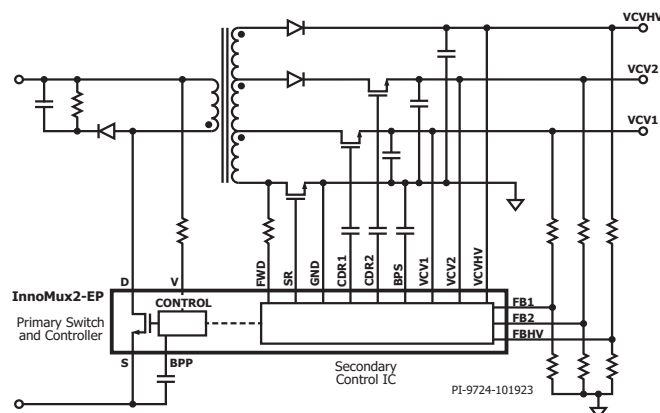 VCVHV
VCV2
VCV1
D
V
FWD
SR
GND
CDR1
CDR2
BPS
VCV1
VCV2
VCVHV
InnoMux2-EP
CONTROL
FB1
FB2
FBHV
Primary Switch
and Controller
S
BPP
Secondary
Control IC
PI-9724-101923